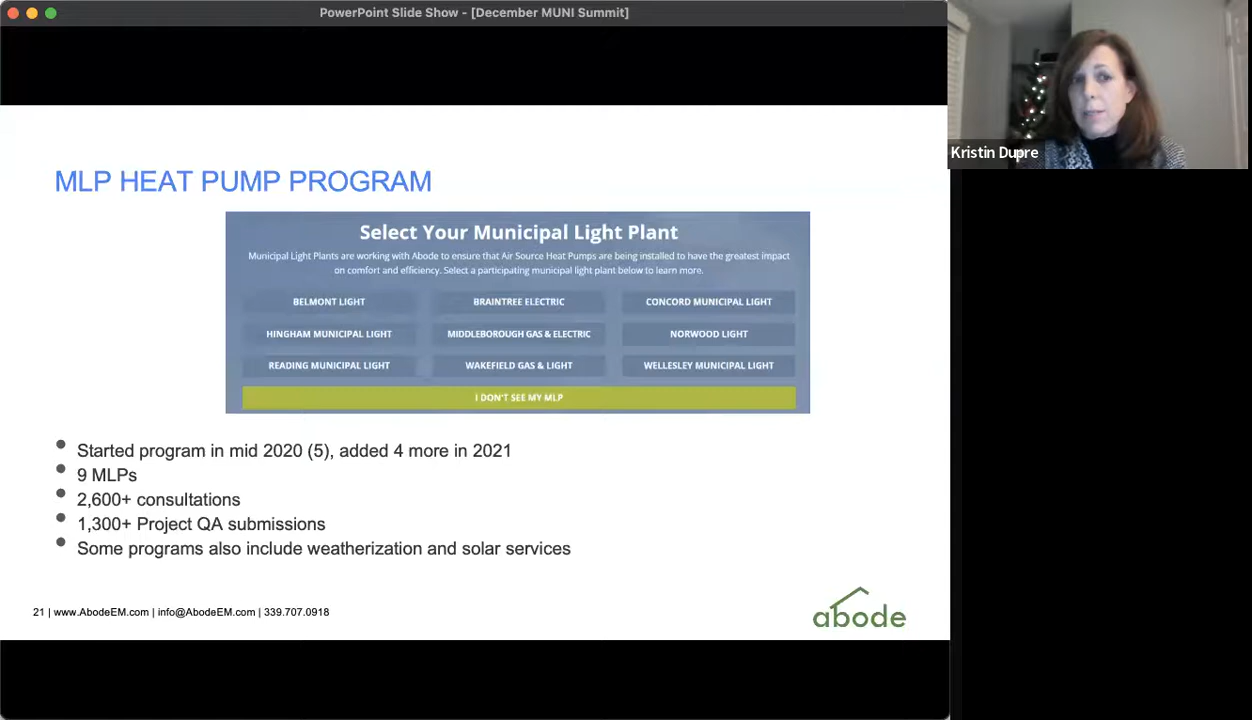 PowerPoint Slide Show - [December MUNI Summit]
Kristin Dupre
MLP HEAT PUMP PROGRAM
Select Your Municipal Light Plant
Municipal Light Plants are working with Abode to ensure that Air Source Heat Pumps are being installed to have the greatest impact
on comfort and efficiency. Select a participating municipal light plant below to learn more.
BELMONT LIGHT
BRAINTREE ELECTRIC
CONCORD MUNICIPAL LIGHT
HINGHAM MUNICIPAL LIGHT
MIDDLEBOROUGH GAS & ELECTRIC
NORWOOD LIGHT
READING MUNICIPAL LIGHT
WAKEFIELD GAS & LIGHT
WELLESLEY MUNICIPAL LIGHT
I DON'T SEE MY MLP
• Started program in mid 2020 (5), added 4 more in 2021
• 9 MLPs
• 2,600+ consultations
• 1,300+ Project QA submissions
• Some programs also include weatherization and solar services
21 | www.AbodeEM.com | info@AbodeEM.com | 339.707.0918
abode